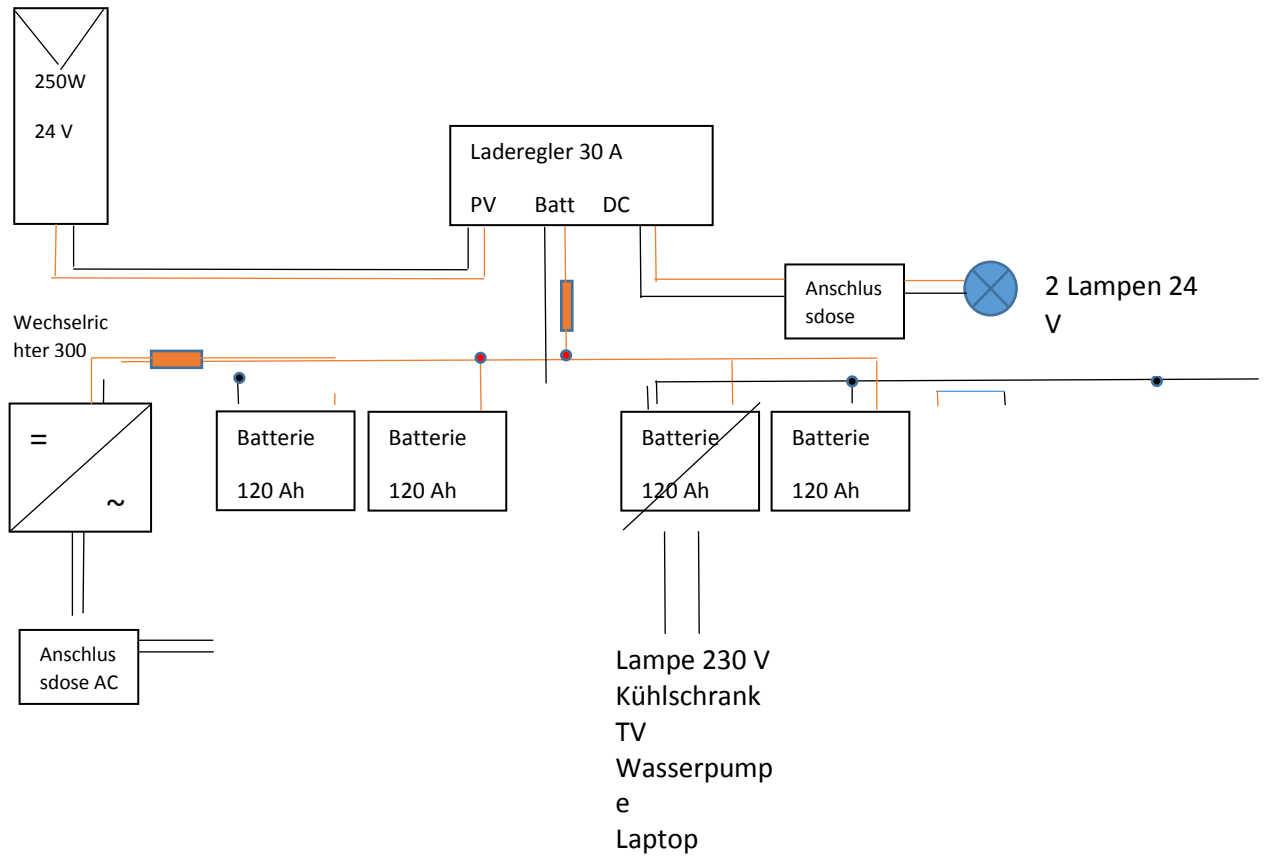 250W
24 V
Laderegler 30 A
PV Batt DC
Anschlus
sdose
2 Lampen 24
V
Wechselric
hter 300
=
~
Batterie
120 Ah
Batterie
120 Ah
Batterie
120 Ah
Batterie
120 Ah
Anschlus
sdose AC
Lampe 230 V
Kühlschrank
TV
Wasserpump
e
Laptop